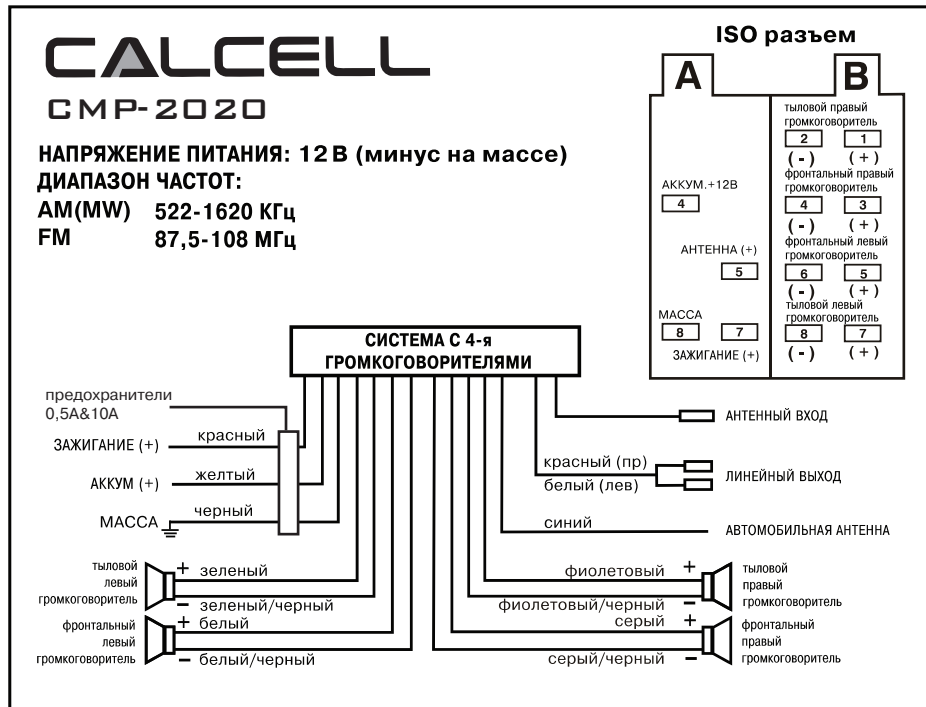 CALCELL
CMP-2020
НАПРЯЖЕНИЕ ПИТАНИЯ: 12 В (минус на массе)
ДИАПАЗОН ЧАСТОТ:
AM(MW) 522-1620 КГц
FM 87,5-108 МГц
ISO разъем
A B
тыловой правый
громкоговоритель
2 1
(-) (+)
фронтальный правый
громкоговоритель
АККУМ.+12В
4
4 3
(-) (+)
фронтальный левый
громкоговоритель
АНТЕННА (+)
5
6 5
(-) (+)
тыловой левый
громкоговоритель
МАССА
8 7
ЗАЖИГАНИЕ (+)
8 7
(-) (+)
СИСТЕМА С 4-я
ГРОМКОГОВОРИТЕЛЯМИ
предохранители
0,5А&10А
ЗАЖИГАНИЕ (+) красный
АККУМ (+) желтый
МАССА черный
тыловой
левый
громкоговоритель
+ зеленый
– зеленый/черный
фронтальный
левый
громкоговоритель
+ белый
– белый/черный
АНТЕННЫЙ ВХОД
красный (пр)
белый (лев)
ЛИНЕЙНЫЙ ВЫХОД
синий
АВТОМОБИЛЬНАЯ АНТЕННА
фиолетовый +
фиолетовый/черный –
тыловой
правый
громкоговоритель
серый +
серый/черный –
фронтальный
правый
громкоговоритель